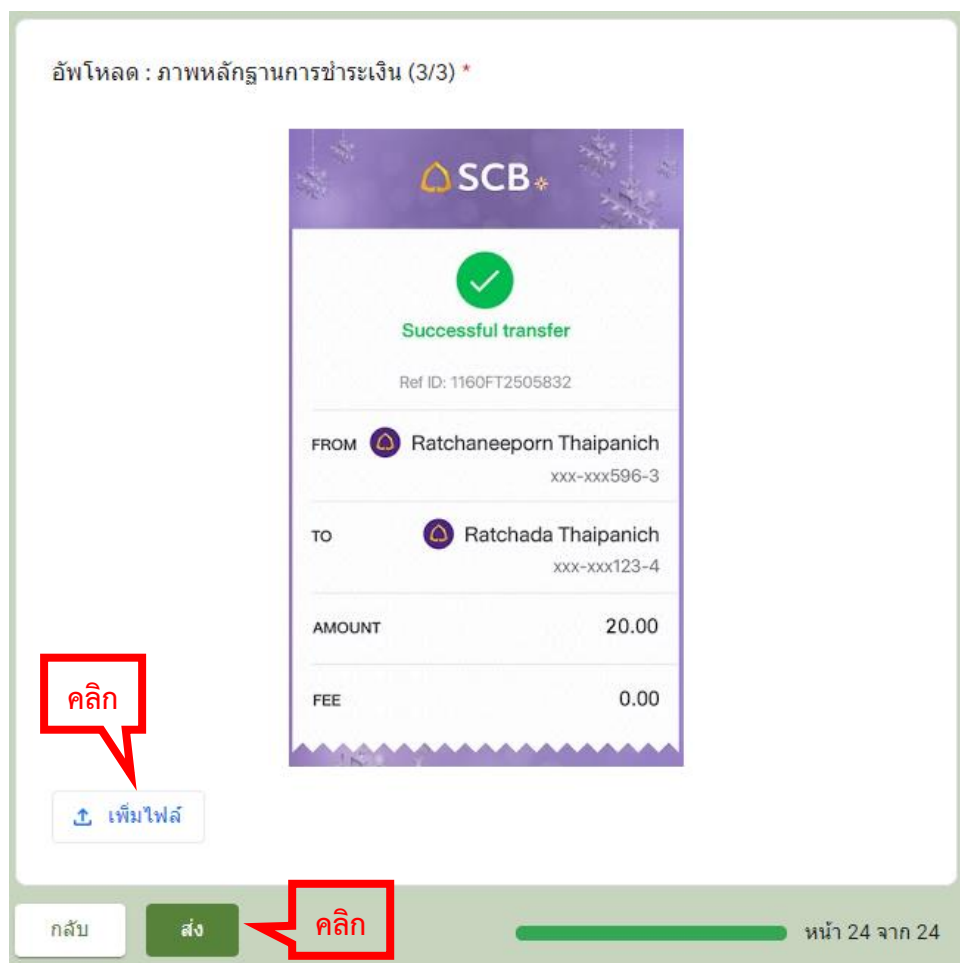 อัพโหลด : ภาพหลักฐานการชำระเงิน (3/3) *
SCB
Successful transfer
Ref ID: 1160FT2505832
FROM Ratchaneeporn Thaipanich
xxx-xxx596-3
TO Ratchada Thaipanich
xxx-xxx123-4
AMOUNT 20.00
FEE 0.00
คลิก
เพิ่มไฟล์
กลับ ส่ง คลิก หน้า 24 จาก 24